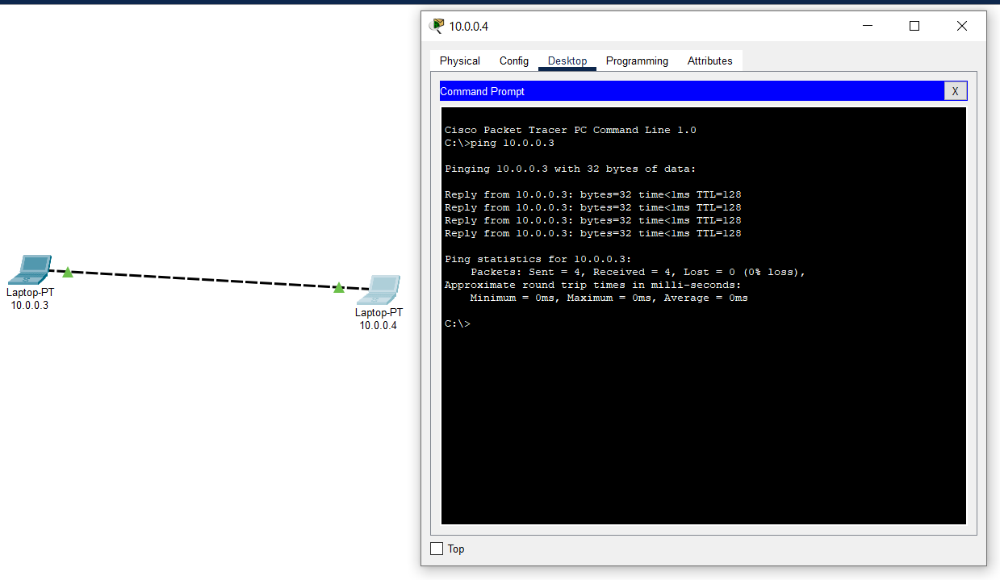 10.0.0.4
Physical Config Desktop Programming Attributes
Command Prompt X
Cisco Packet Tracer PC Command Line 1.0
C:\>ping 10.0.0.3
Pinging 10.0.0.3 with 32 bytes of data:
Reply from 10.0.0.3: bytes=32 time<1ms TTL=128
Reply from 10.0.0.3: bytes=32 time<1ms TTL=128
Reply from 10.0.0.3: bytes=32 time<1ms TTL=128
Reply from 10.0.0.3: bytes=32 time<1ms TTL=128
Ping statistics for 10.0.0.3:
Packets: Sent = 4, Received = 4, Lost = 0 (0% loss),
Approximate round trip times in milli-seconds:
Minimum = 0ms, Maximum = 0ms, Average = 0ms
C:\>
Top
Laptop-PT
10.0.0.3
Laptop-PT
10.0.0.4